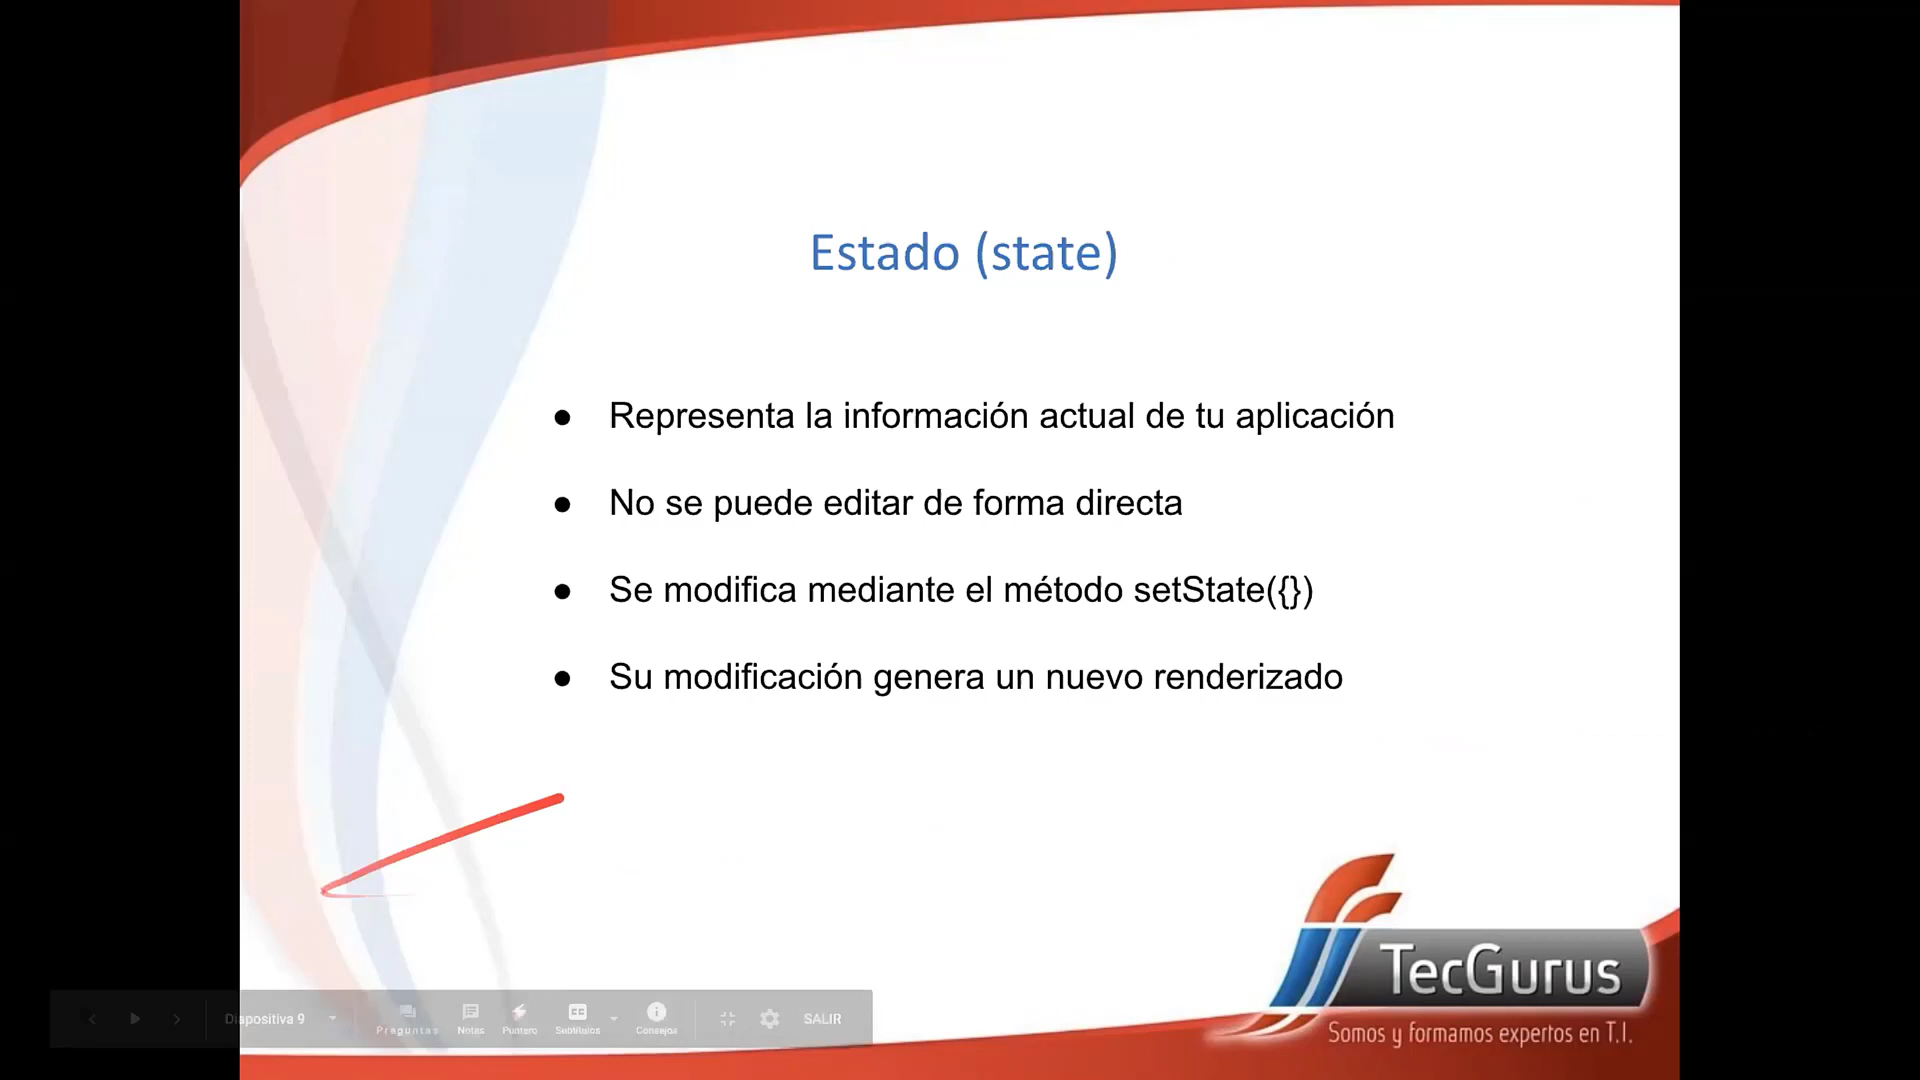 Estado (state)
● Representa la información actual de tu aplicación
● No se puede editar de forma directa
● Se modifica mediante el método setState({})
● Su modificación genera un nuevo renderizado
TecGurus
Somos y formamos expertos en T.I.
Diapositiva 9
Preguntas
Notas
Puntero
Subtítulos
Consejos
SALIR